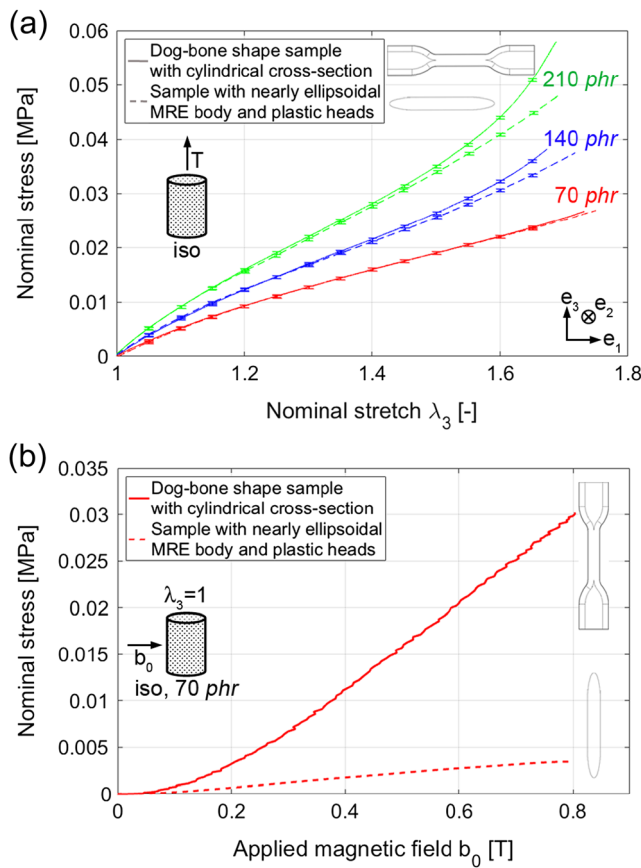 (a)
0.06
0.05
0.04
0.03
0.02
0.01
0
Nominal stress [MPa]
Dog-bone shape sample
with cylindrical cross-section
Sample with nearly ellipsoidal
MRE body and plastic heads
T
iso
210 phr
140 phr
70 phr
e3
e2
e1
1
1.2
1.4
1.6
1.8
Nominal stretch λ3 [-]
(b)
0.035
0.03
0.025
0.02
0.015
0.01
0.005
0
Nominal stress [MPa]
Dog-bone shape sample
with cylindrical cross-section
Sample with nearly ellipsoidal
MRE body and plastic heads
λ3=1
b0
iso, 70 phr
0
0.2
0.4
0.6
0.8
Applied magnetic field b0 [T]